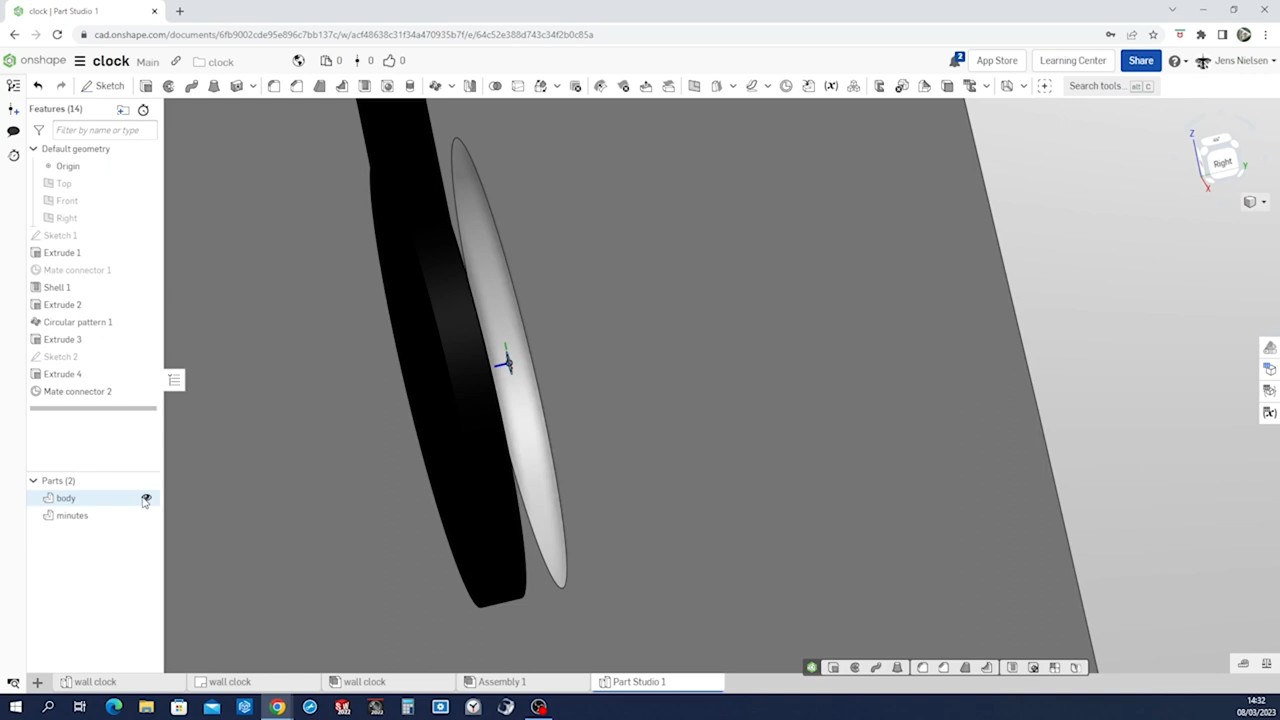 clock | Part Studio 1
cad.onshape.com/documents/6fb9002cde95e896c7bb137c/w/acf48638c31f34a470935b7f/e/64c52e388d743c34f2b0c85a
onshape
clock
Main
clock
0
0
0
2
App Store
Learning Center
Share
Jens Nielsen
Sketch
(x)
Search tools...
alt
C
Features (14)
Filter by name or type
Default geometry
Origin
Top
Front
Right
Sketch 1
Extrude 1
Mate connector 1
Shell 1
Extrude 2
Circular pattern 1
Extrude 3
Sketch 2
Extrude 4
Mate connector 2
Parts (2)
body
minutes
Z
Right
Y
X
(x)
wall clock
wall clock
wall clock
Assembly 1
Part Studio 1
2022
2022
14:32
08/03/2023